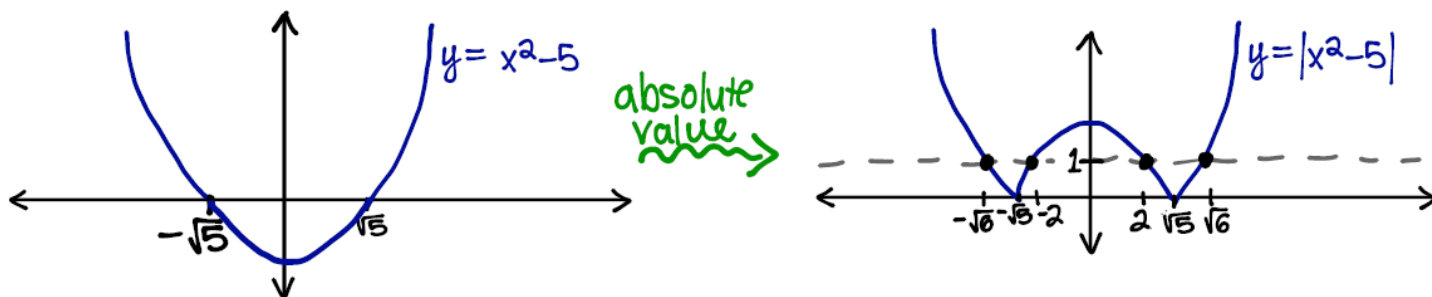 y = x²-5
-√5
√5
absolute
value
y = |x²-5|
1
-√6
-√5
-2
2
√5
√6